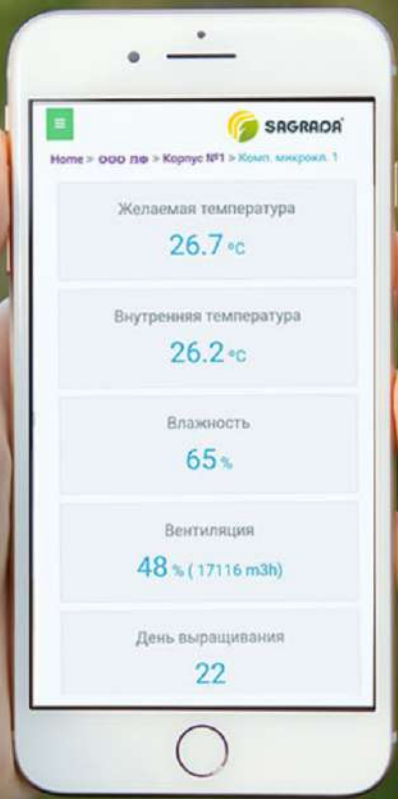 SAGRADA
Home > ООО ПФ > Корпус №1 > Комп. микрокл. 1
Желаемая температура
26.7 °C
Внутренняя температура
26.2 °C
Влажность
65 %
Вентиляция
48 % ( 17116 m3h)
День выращивания
22